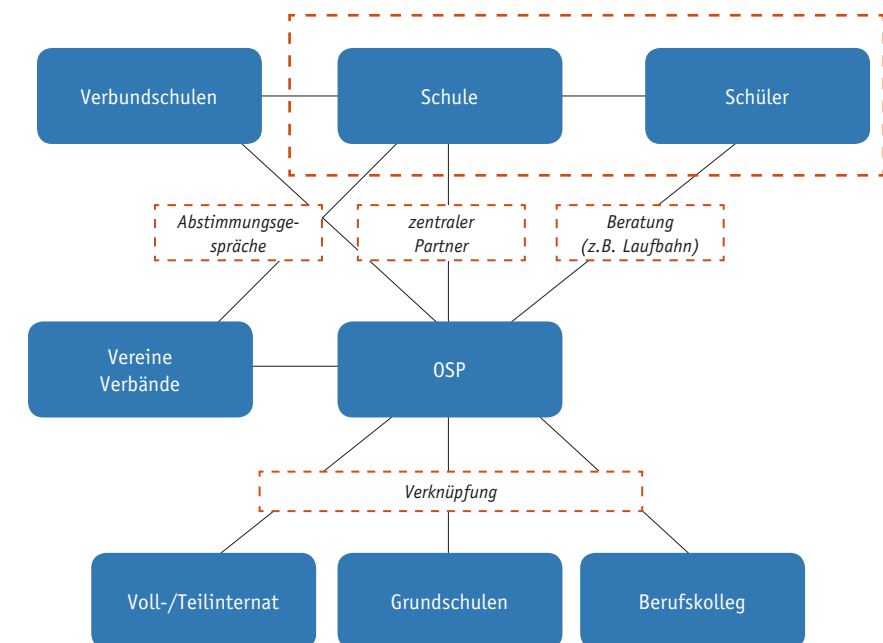 Verbundschulen
Schule
Schüler
Abstimmungsge-
spräche
zentraler
Partner
Beratung
(z.B. Laufbahn)
Vereine
Verbände
OSP
Verknüpfung
Voll-/Teilinternat
Grundschulen
Berufskolleg